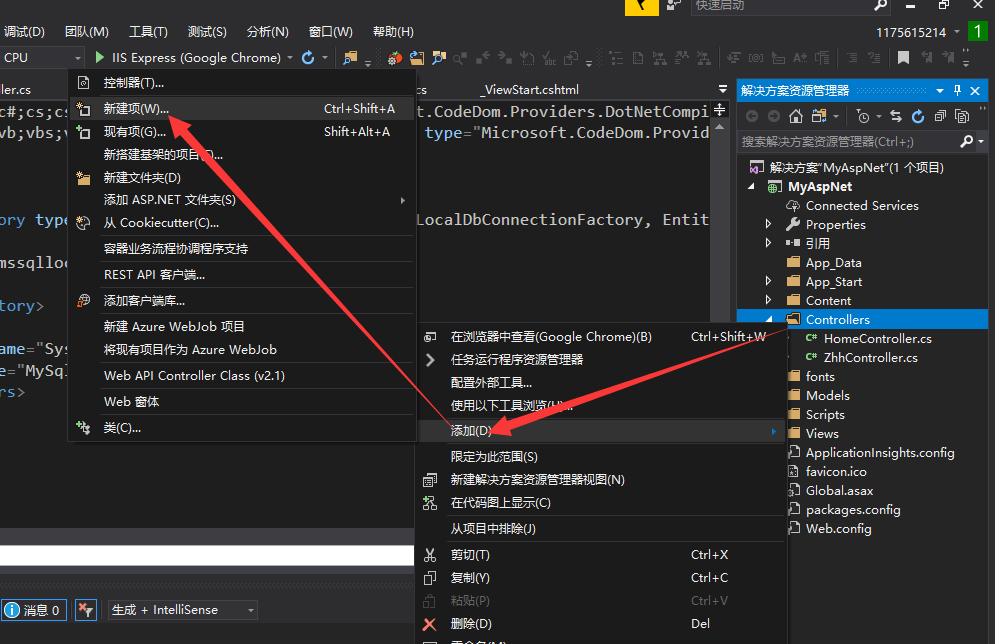 快速启动
调试(D) 团队(M) 工具(T) 测试(S) 分析(N) 窗口(W) 帮助(H)
1175615214
1
CPU
IIS Express (Google Chrome)
ler.cs
.cs
_ViewStart.cshtml
c#;cs;cs
t.CodeDom.Providers.DotNetCompi
vb;vbs;v
type="Microsoft.CodeDom.Provid
ory type
LocalDbConnectionFactory, Entit
mssqlloc
tory>
ame="Sys
e="MySql
rs>
控制器(T)...
新建项(W)... Ctrl+Shift+A
现有项(G)... Shift+Alt+A
新搭建基架的项目(F)...
新建文件夹(D)
添加 ASP.NET 文件夹(S)
从 Cookiecutter(C)...
容器业务流程协调程序支持
REST API 客户端...
添加客户端库...
新建 Azure WebJob 项目
将现有项目作为 Azure WebJob
Web API Controller Class (v2.1)
Web 窗体
类(C)...
在浏览器中查看(Google Chrome)(B) Ctrl+Shift+W
任务运行程序资源管理器
配置外部工具...
使用以下工具浏览(H)...
添加(D)
限定为此范围(S)
新建解决方案资源管理器视图(N)
在代码图上显示(C)
从项目中排除(J)
剪切(T) Ctrl+X
复制(Y) Ctrl+C
粘贴(P) Ctrl+V
删除(D) Del
解决方案资源管理器
搜索解决方案资源管理器(Ctrl+;)
解决方案"MyAspNet"(1 个项目)
MyAspNet
Connected Services
Properties
引用
App_Data
App_Start
Content
Controllers
HomeController.cs
ZhhController.cs
fonts
Models
Scripts
Views
ApplicationInsights.config
favicon.ico
Global.asax
packages.config
Web.config
消息 0
生成 + IntelliSense